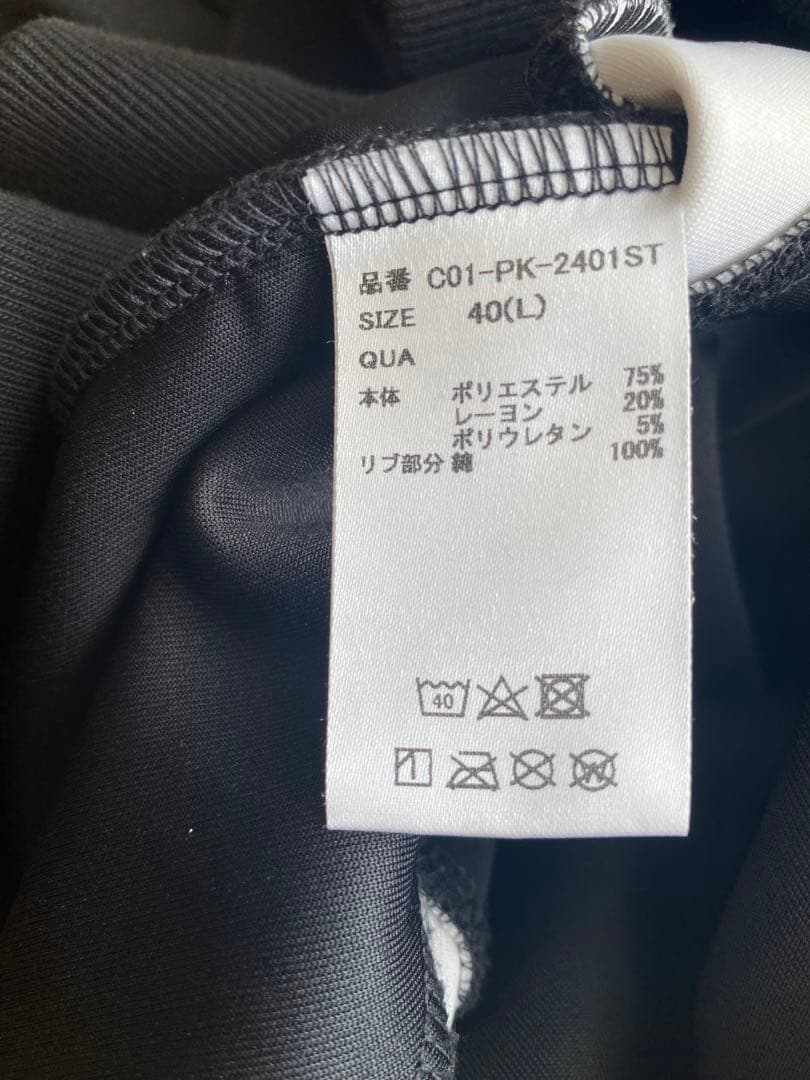 品番 C01-PK-2401ST
SIZE 40(L)
QUA
本体 ポリエステル 75%
レーヨン 20%
ポリウレタン 5%
リブ部分 綿 100%
40
W